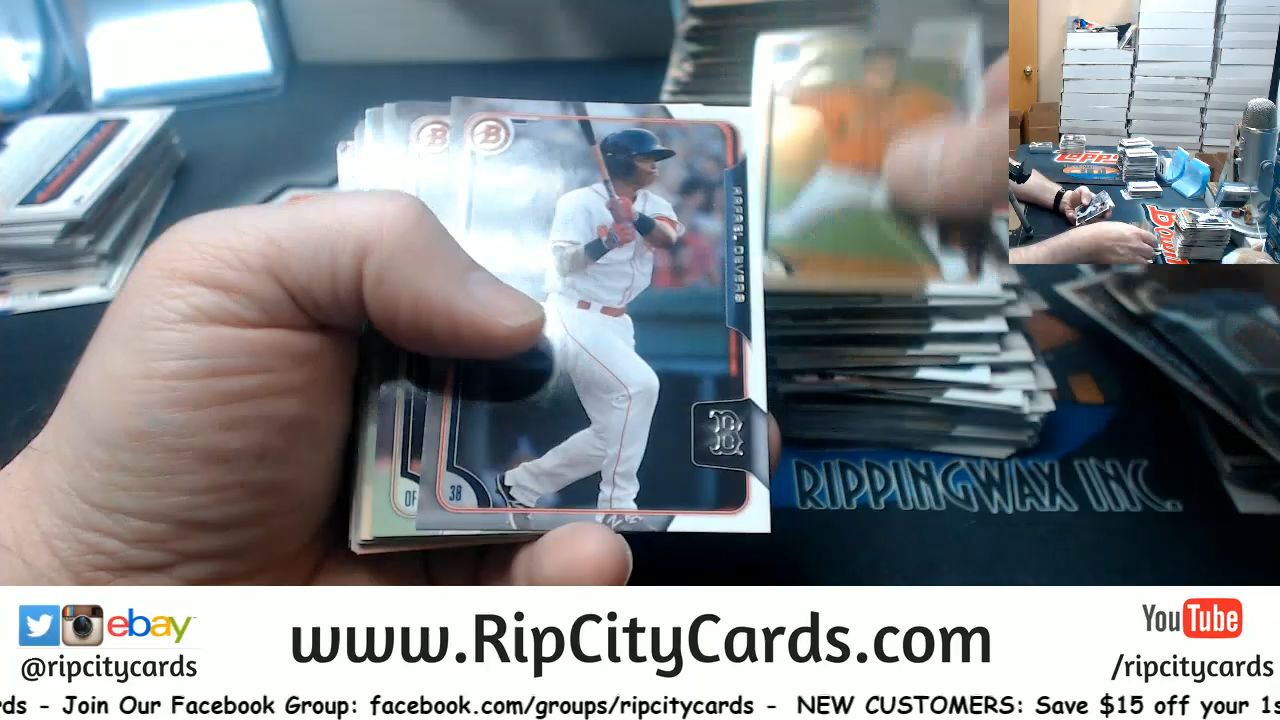 B
B
RAFAEL DEVERS
B
OF
3B
Topps
Bowman
RIPPINGWAX INC.
ebay
@ripcitycards
www.RipCityCards.com
YouTube
/ripcitycards
rds - Join Our Facebook Group: facebook.com/groups/ripcitycards - NEW CUSTOMERS: Save $15 off your 1s